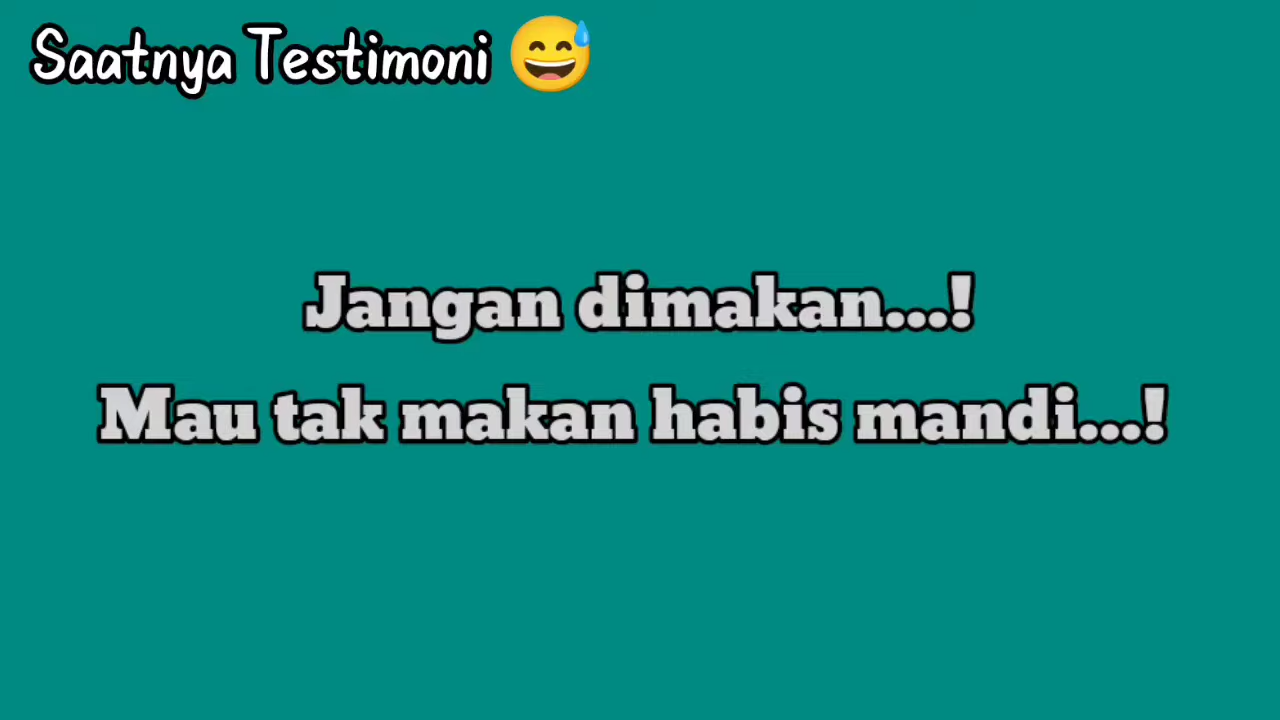 Saatnya Testimoni 😅
Jangan dimakan...!
Mau tak makan habis mandi...!